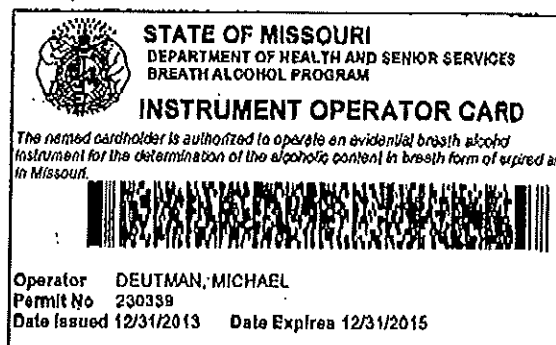 STATE OF MISSOURI
DEPARTMENT OF HEALTH AND SENIOR SERVICES
BREATH ALCOHOL PROGRAM
INSTRUMENT OPERATOR CARD
The named cardholder is authorized to operate an evidential breath alcohol
instrument for the determination of the alcoholic content in breath form of expired
in Missouri.
Operator DEUTMAN, MICHAEL
Permit No 230339
Date Issued 12/31/2013 Date Expires 12/31/2015